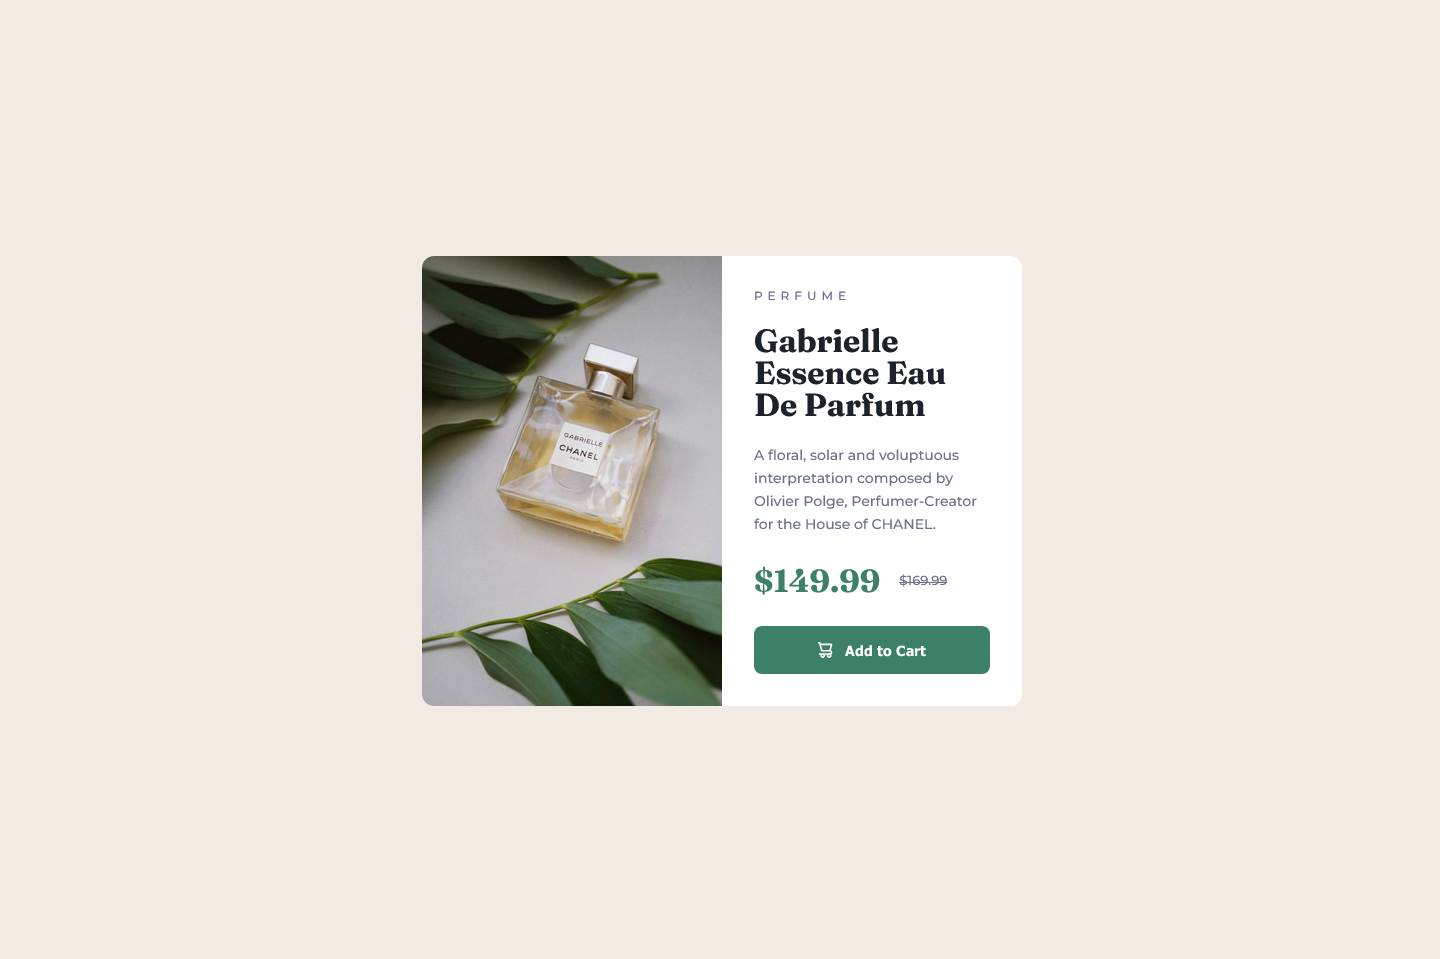 GABRIELLE
CHANEL
PARIS
PERFUME
Gabrielle
Essence Eau
De Parfum
A floral, solar and voluptuous
interpretation composed by
Olivier Polge, Perfumer-Creator
for the House of CHANEL.
$149.99 $169.99
Add to Cart